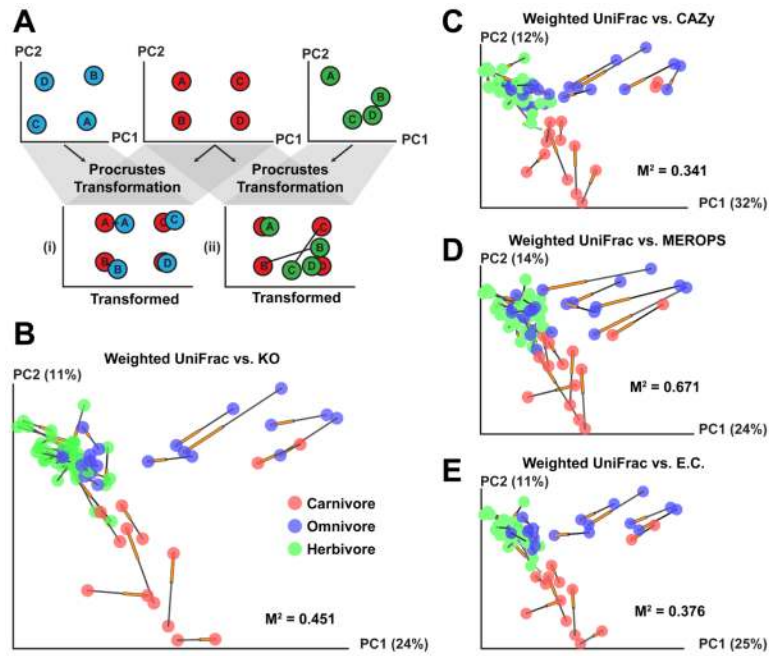 A
PC2
D
B
C
A
PC1
PC2
A
C
B
D
PC1
PC2
A
B
C
D
PC1
Procrustes
Transformation
Procrustes
Transformation
(i)
A
A
C
C
B
B
D
D
Transformed
(ii)
A
A
C
B
B
C
D
D
Transformed
B
Weighted UniFrac vs. KO
PC2 (11%)
Carnivore
Omnivore
Herbivore
M² = 0.451
PC1 (24%)
C
Weighted UniFrac vs. CAZy
PC2 (12%)
M² = 0.341
PC1 (32%)
D
Weighted UniFrac vs. MEROPS
PC2 (14%)
M² = 0.671
PC1 (24%)
E
Weighted UniFrac vs. E.C.
PC2 (11%)
M² = 0.376
PC1 (25%)